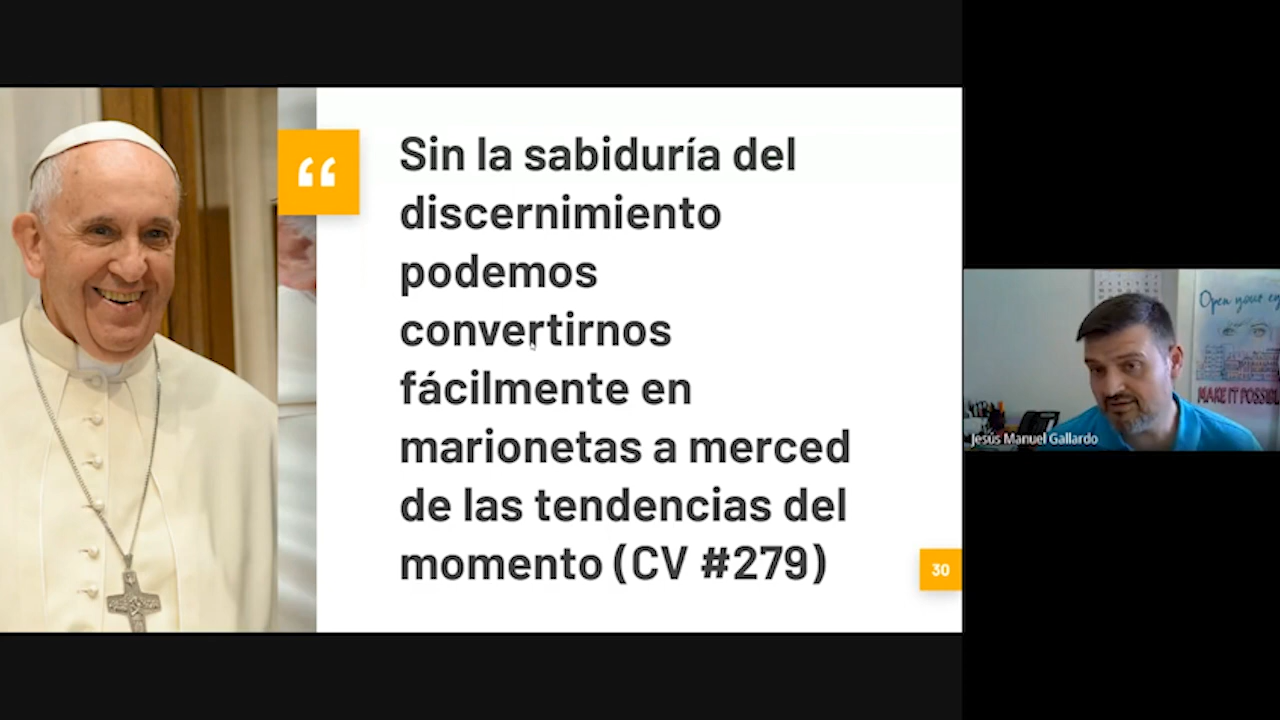 “
Sin la sabiduría del
discernimiento
podemos
convertirnos
fácilmente en
marionetas a merced
de las tendencias del
momento (CV #279)
30
Open your ey
MAKE IT POSSIBL
Jesús Manuel Gallardo